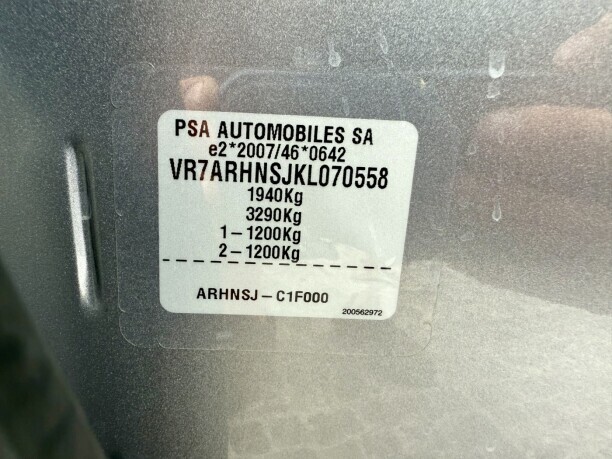 PSA AUTOMOBILES SA
e2*2007/46*0642
VR7ARHNSJKL070558
1940Kg
3290Kg
1-1200Kg
2-1200Kg
ARHNSJ-C1F000
200562972